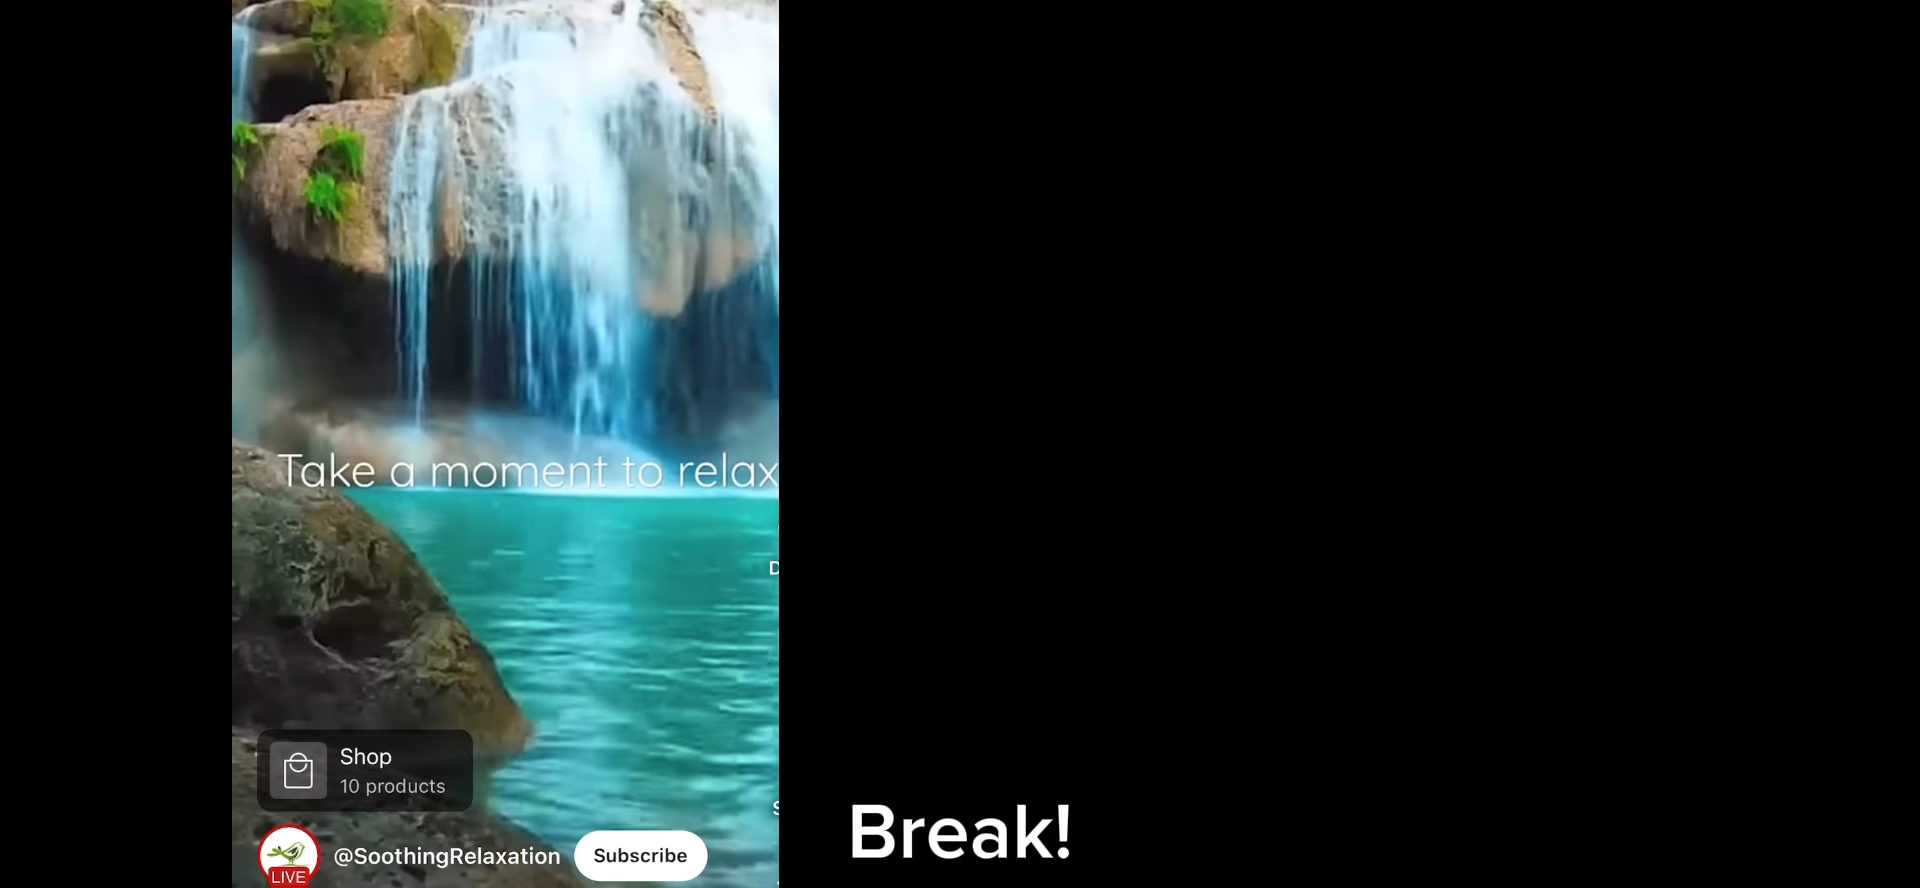 Take a moment to relax
Shop
10 products
@SoothingRelaxation
Subscribe
LIVE
Break!